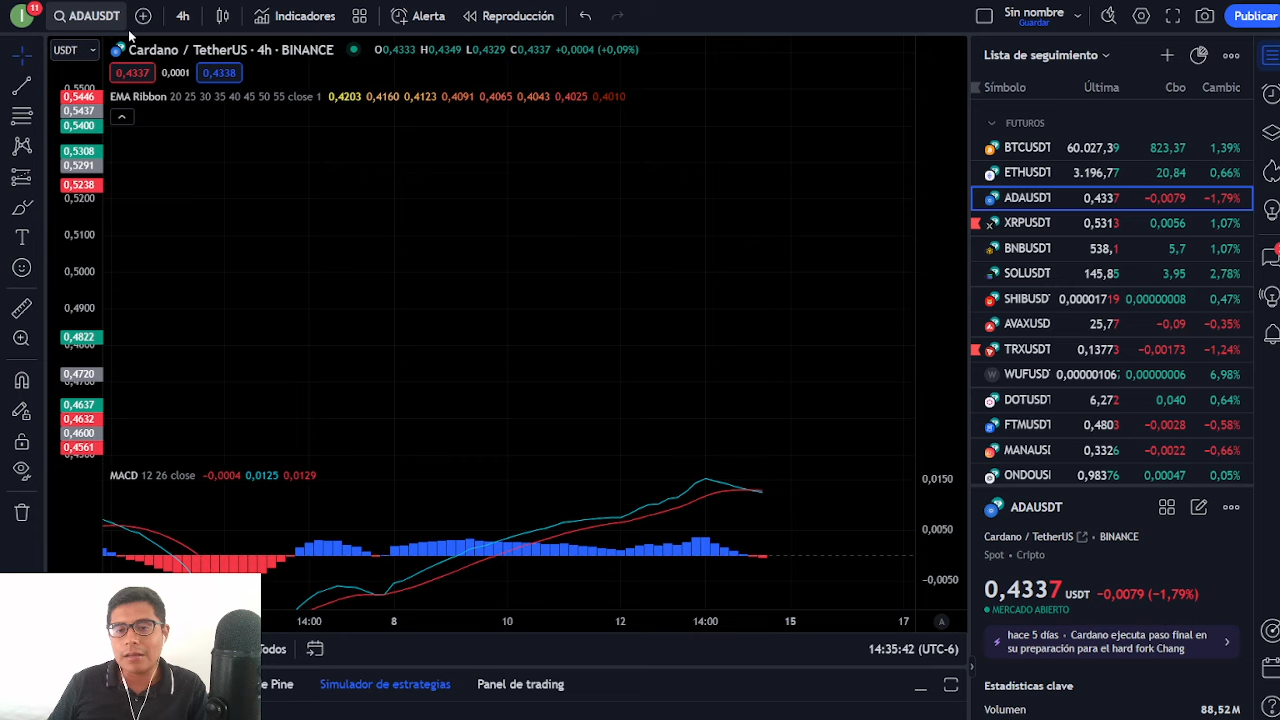 I 11 ADAUSDT 4h Indicadores Alerta Reproducción Sin nombre Guardar Publicar
USDT Cardano / TetherUS · 4h · BINANCE O0,4333 H0,4349 L0,4329 C0,4337 +0,0004 (+0,09%)
0,4337 0,0001 0,4338
EMA Ribbon 20 25 30 35 40 45 50 55 close 1 0,4203 0,4160 0,4123 0,4091 0,4065 0,4043 0,4025 0,4010
0,5446
0,5437
0,5400
0,5308
0,5291
0,5238
0,5200
0,5100
0,5000
0,4900
0,4822
0,4720
0,4637
0,4632
0,4600
0,4561
MACD 12 26 close −0,0004 0,0125 0,0129
0,0150
0,0050
−0,0050
14:00 8 10 12 14:00 15 17 A
odos 14:35:42 (UTC-6)
e Pine Simulador de estrategias Panel de trading
Lista de seguimiento
Símbolo Última Cbo Cambic
FUTUROS
BTCUSDT 60.027,39 823,37 1,39%
ETHUSDT 3.196,77 20,84 0,66%
ADAUSDT 0,4337 −0,0079 −1,79%
XRPUSDT 0,5313 0,0056 1,07%
BNBUSDT 538,1 5,7 1,07%
SOLUSDT 145,85 3,95 2,78%
SHIBUSD 0,00001719 0,00000008 0,47%
AVAXUSD 25,77 −0,09 −0,35%
TRXUSDT 0,13773 −0,00173 −1,24%
W WUFUSD 0,00000106 0,00000006 6,98%
DOTUSDT 6,272 0,040 0,64%
FTMUSDT 0,4803 −0,0028 −0,58%
MANAUSI 0,3326 −0,0022 −0,66%
ONDOUSI 0,98376 0,00047 0,05%
ADAUSDT
Cardano / TetherUS · BINANCE
Spot • Cripto
0,4337 USDT −0,0079 (−1,79%)
MERCADO ABIERTO
hace 5 días • Cardano ejecuta paso final en
su preparación para el hard fork Chang
Estadísticas clave
Volumen 88,52M